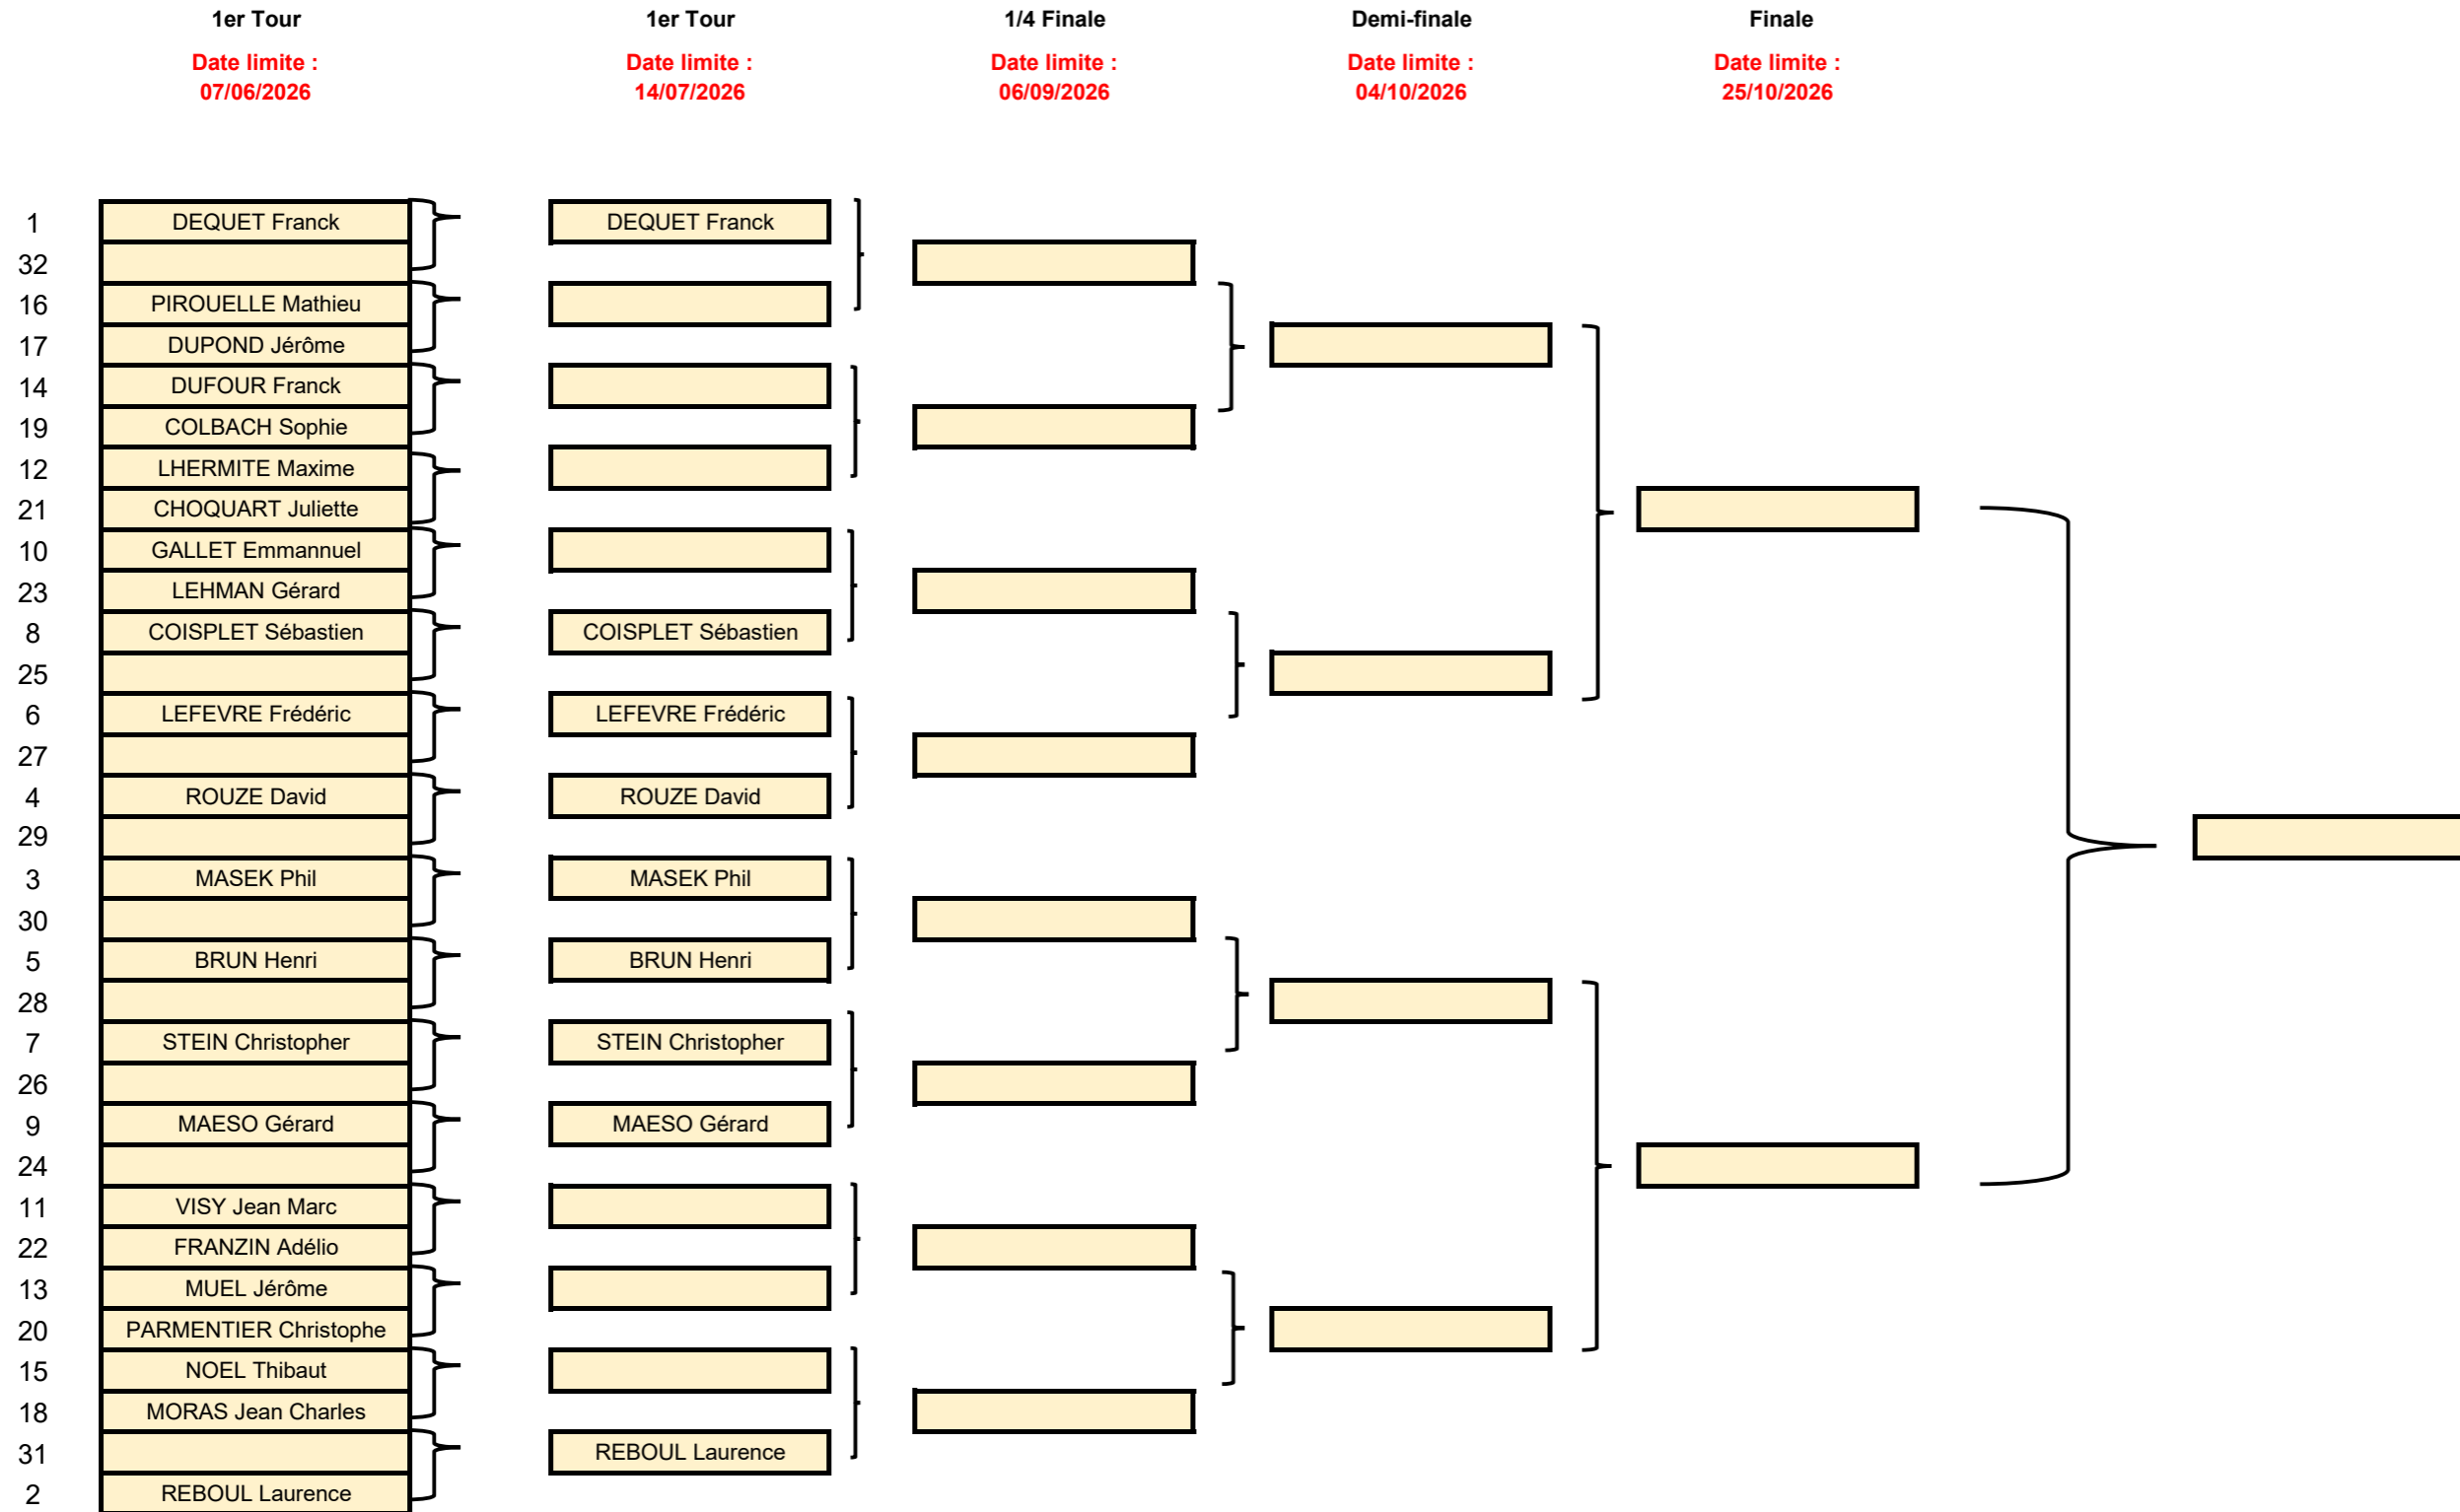 1er Tour 1er Tour 1/4 Finale Demi-finale Finale
Date limite : Date limite : Date limite : Date limite : Date limite :
07/06/2026 14/07/2026 06/09/2026 04/10/2026 25/10/2026
1 DEQUET Franck DEQUET Franck
32
16 PIROUELLE Mathieu
17 DUPOND Jérôme
14 DUFOUR Franck
19 COLBACH Sophie
12 LHERMITE Maxime
21 CHOQUART Juliette
10 GALLET Emmannuel
23 LEHMAN Gérard
8 COISPLET Sébastien COISPLET Sébastien
25
6 LEFEVRE Frédéric LEFEVRE Frédéric
27
4 ROUZE David ROUZE David
29
3 MASEK Phil MASEK Phil
30
5 BRUN Henri BRUN Henri
28
7 STEIN Christopher STEIN Christopher
26
9 MAESO Gérard MAESO Gérard
24
11 VISY Jean Marc
22 FRANZIN Adélio
13 MUEL Jérôme
20 PARMENTIER Christophe
15 NOEL Thibaut
18 MORAS Jean Charles
31 REBOUL Laurence
2 REBOUL Laurence